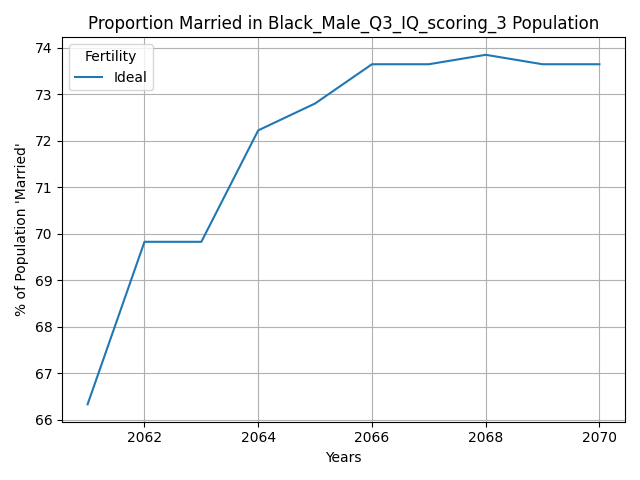 Proportion Married in Black_Male_Q3_IQ_scoring_3 Population
Fertility
Ideal
% of Population 'Married'
74
73
72
71
70
69
68
67
66
2062 2064 2066 2068 2070
Years